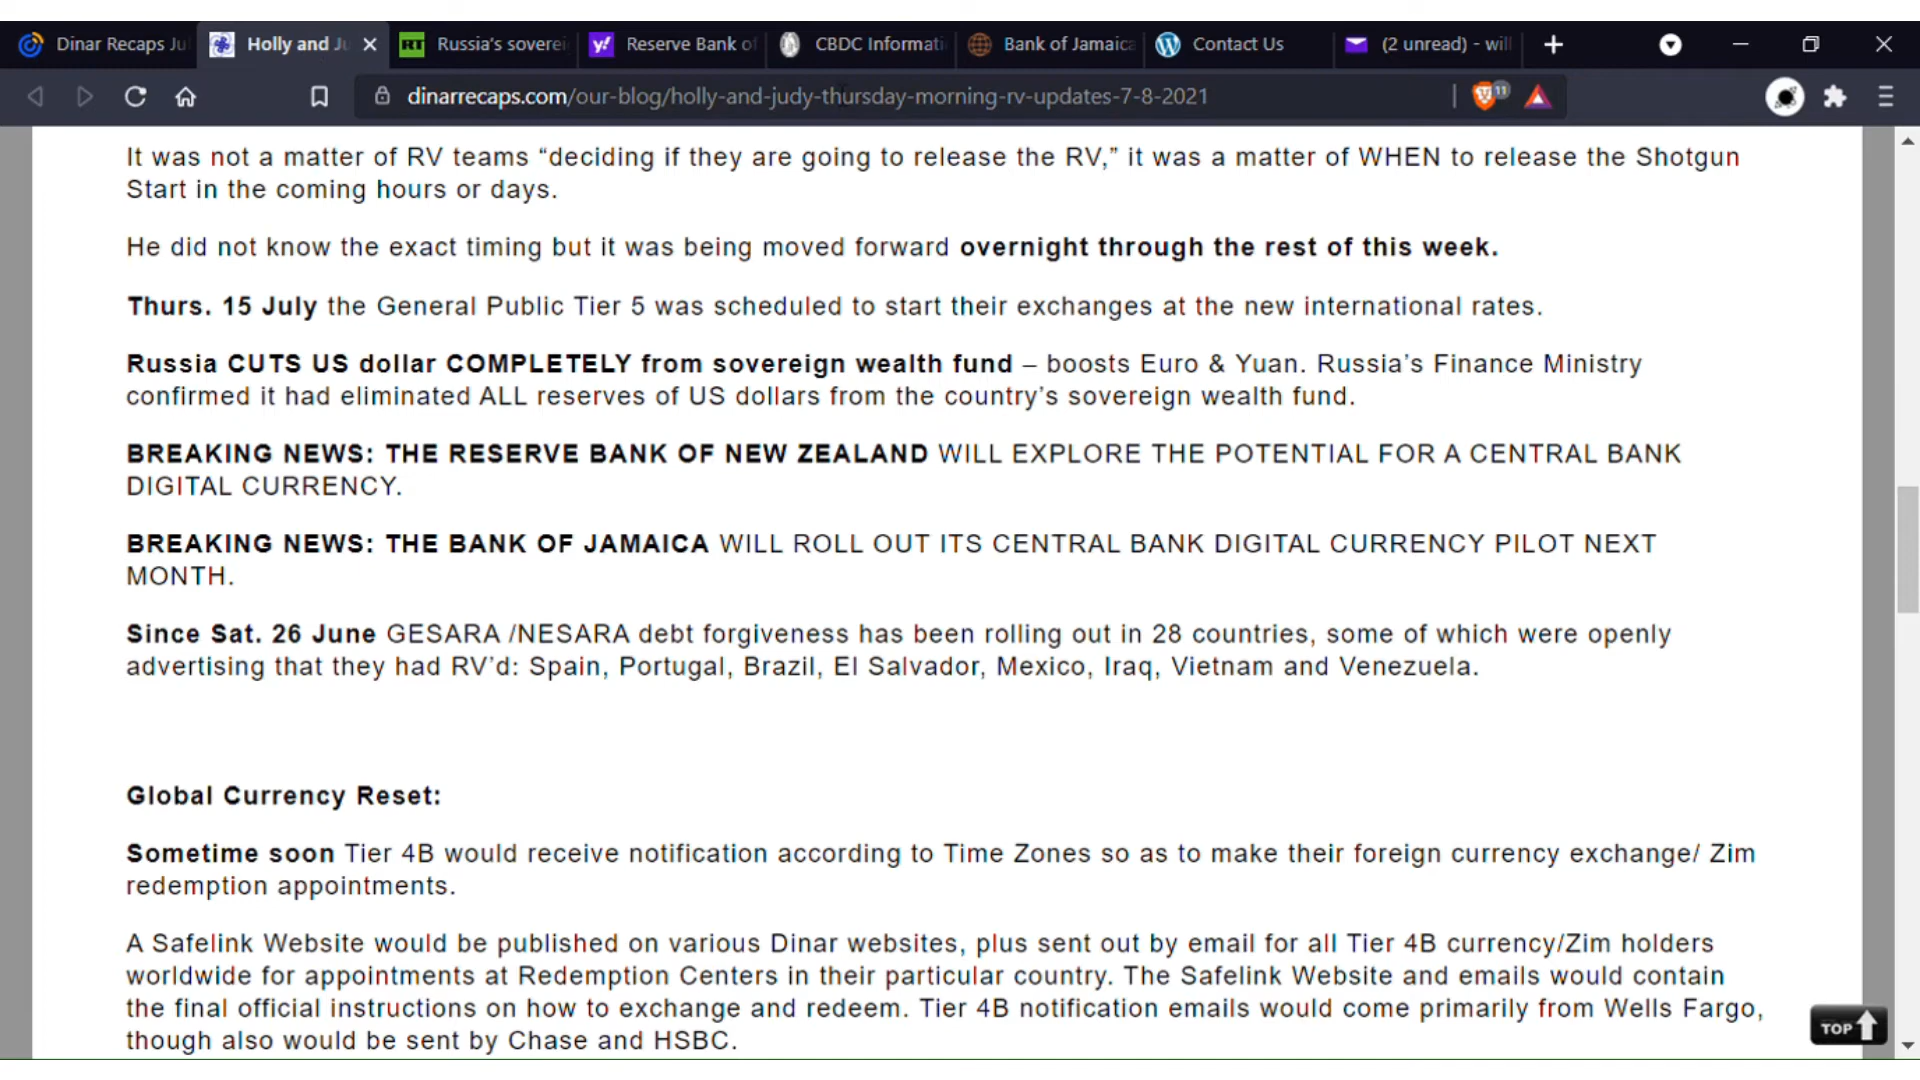 Dinar Recaps Ju
Holly and Ju
RT
Russia's soverei
y!
Reserve Bank of
CBDC Informati
Bank of Jamaica
Contact Us
(2 unread) - will
dinarrecaps.com/our-blog/holly-and-judy-thursday-morning-rv-updates-7-8-2021
11
It was not a matter of RV teams “deciding if they are going to release the RV,” it was a matter of WHEN to release the Shotgun
Start in the coming hours or days.
He did not know the exact timing but it was being moved forward overnight through the rest of this week.
Thurs. 15 July the General Public Tier 5 was scheduled to start their exchanges at the new international rates.
Russia CUTS US dollar COMPLETELY from sovereign wealth fund – boosts Euro & Yuan. Russia’s Finance Ministry
confirmed it had eliminated ALL reserves of US dollars from the country’s sovereign wealth fund.
BREAKING NEWS: THE RESERVE BANK OF NEW ZEALAND WILL EXPLORE THE POTENTIAL FOR A CENTRAL BANK
DIGITAL CURRENCY.
BREAKING NEWS: THE BANK OF JAMAICA WILL ROLL OUT ITS CENTRAL BANK DIGITAL CURRENCY PILOT NEXT
MONTH.
Since Sat. 26 June GESARA /NESARA debt forgiveness has been rolling out in 28 countries, some of which were openly
advertising that they had RV’d: Spain, Portugal, Brazil, El Salvador, Mexico, Iraq, Vietnam and Venezuela.
Global Currency Reset:
Sometime soon Tier 4B would receive notification according to Time Zones so as to make their foreign currency exchange/ Zim
redemption appointments.
A Safelink Website would be published on various Dinar websites, plus sent out by email for all Tier 4B currency/Zim holders
worldwide for appointments at Redemption Centers in their particular country. The Safelink Website and emails would contain
the final official instructions on how to exchange and redeem. Tier 4B notification emails would come primarily from Wells Fargo,
though also would be sent by Chase and HSBC.
TOP